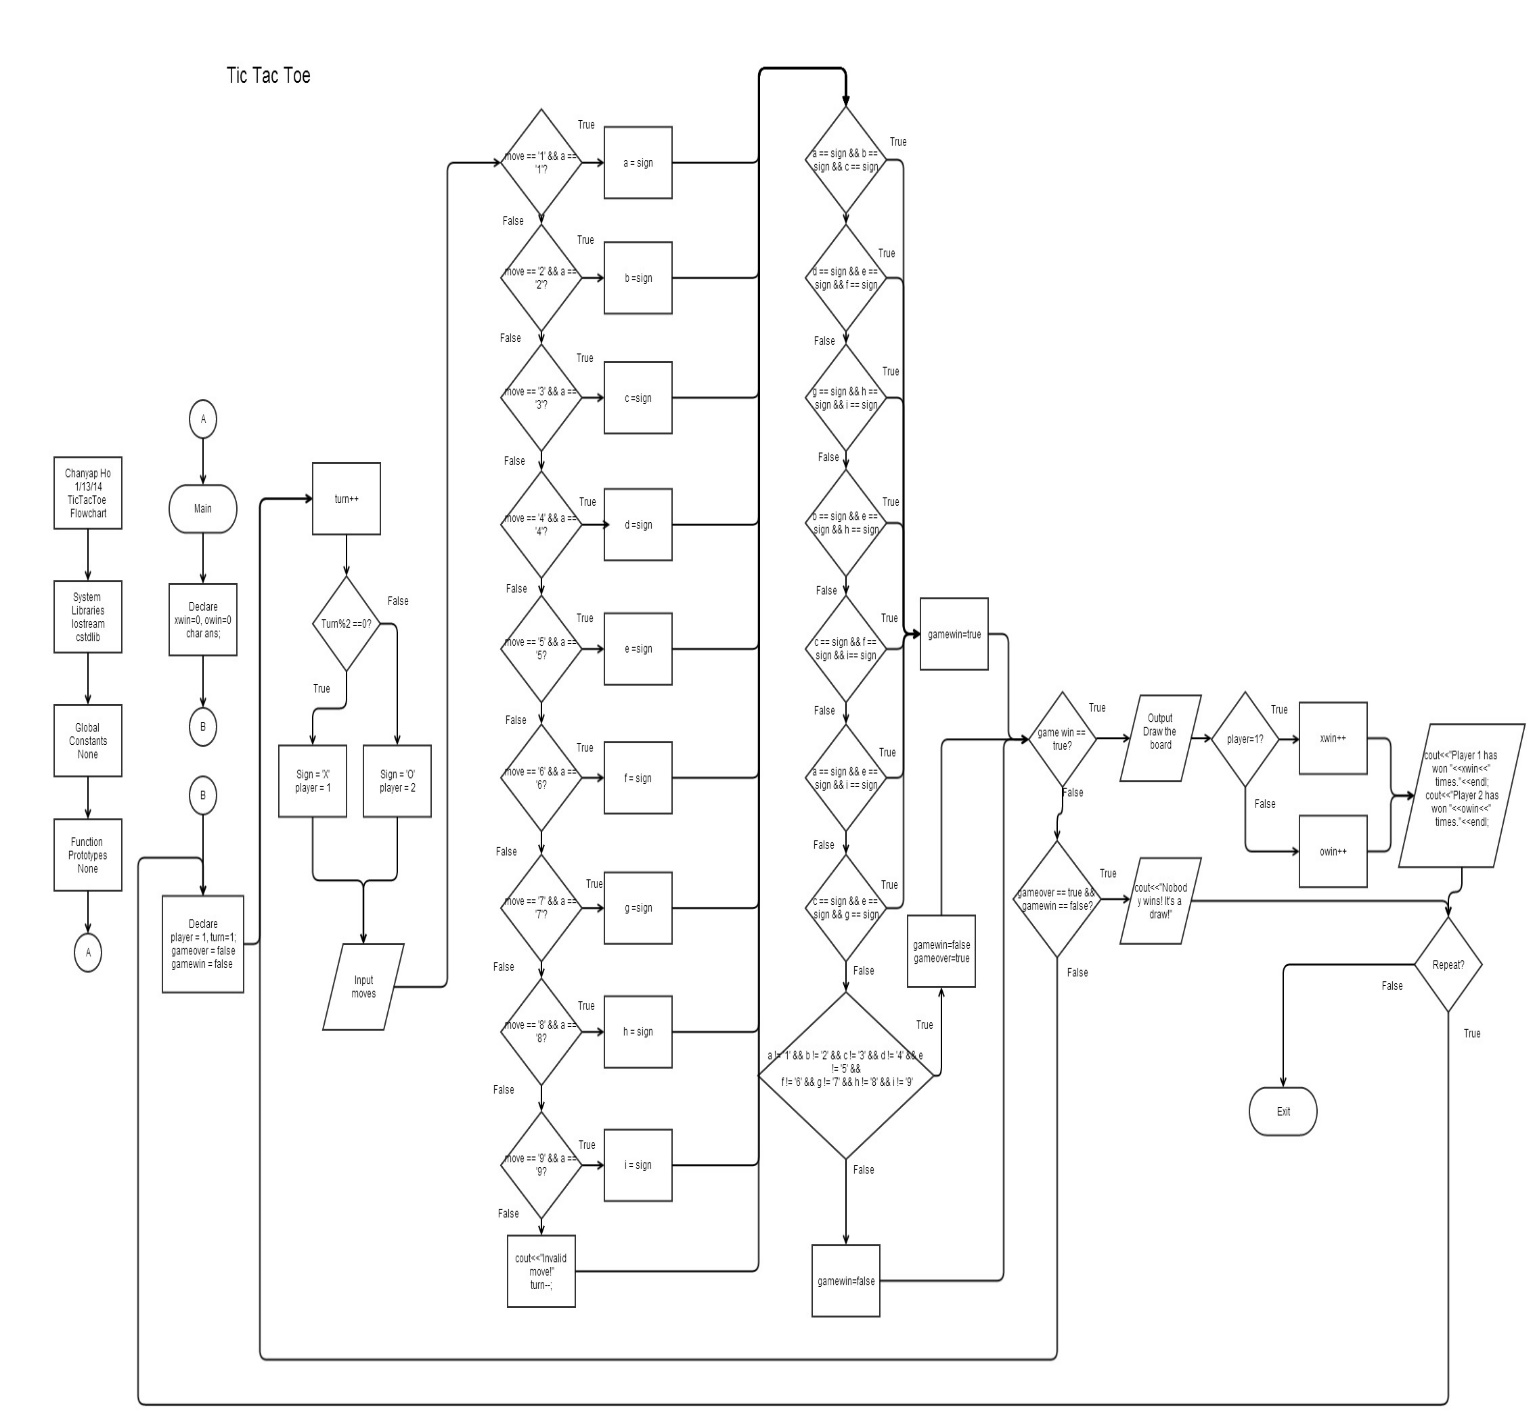 Tic Tac Toe
Chanyap Ho
1/13/14
TicTacToe
Flowchart
System
Libraries
Iostream
cstdlib
Global
Constants
None
Function
Prototypes
None
A
A
Main
Declare
xwin=0, owin=0
char ans;
B
B
Declare
player = 1, turn=1;
gameover = false
gamewin = false
turn++
Turn%2 ==0?
False
True
Sign = 'X'
player = 1
Sign = 'O'
player = 2
Input
moves
move == '1' && a ==
'1'?
True
a = sign
False
move == '2' && a ==
'2'?
True
b =sign
False
move == '3' && a ==
'3'?
True
c =sign
False
move == '4' && a ==
'4'?
True
d =sign
False
move == '5' && a ==
'5?
True
e =sign
False
move == '6' && a ==
'6?
True
f = sign
False
move == '7' && a ==
'7'?
True
g =sign
False
move == '8' && a ==
'8?
True
h = sign
False
move == '9' && a ==
'9?
True
i = sign
False
cout<<"Invalid
move!"
turn--;
a == sign && b ==
sign && c == sign
True
d == sign && e ==
sign && f == sign
True
False
g == sign && h ==
sign && i == sign
True
False
b == sign && e ==
sign && h == sign
True
False
c == sign && f ==
sign && i== sign
True
False
a == sign && e ==
sign && i == sign
True
False
c == sign && e ==
sign && g == sign
True
False
a != '1' && b != '2' && c != '3' && d != '4' && e
!= '5' &&
f != '6' && g != '7' && h != '8' && i != '9'
True
False
gamewin=false
gameover=true
gamewin=false
gamewin=true
game win ==
true?
True
False
Output
Draw the
board
player=1?
True
False
xwin++
owin++
cout<<"Player 1 has
won "<<xwin<<"
times."<<endl;
cout<<"Player 2 has
won "<<owin<<"
times."<<endl;
gameover == true &&
gamewin == false?
True
False
cout<<"Nobod
y wins! It's a
draw!"
Repeat?
False
True
Exit